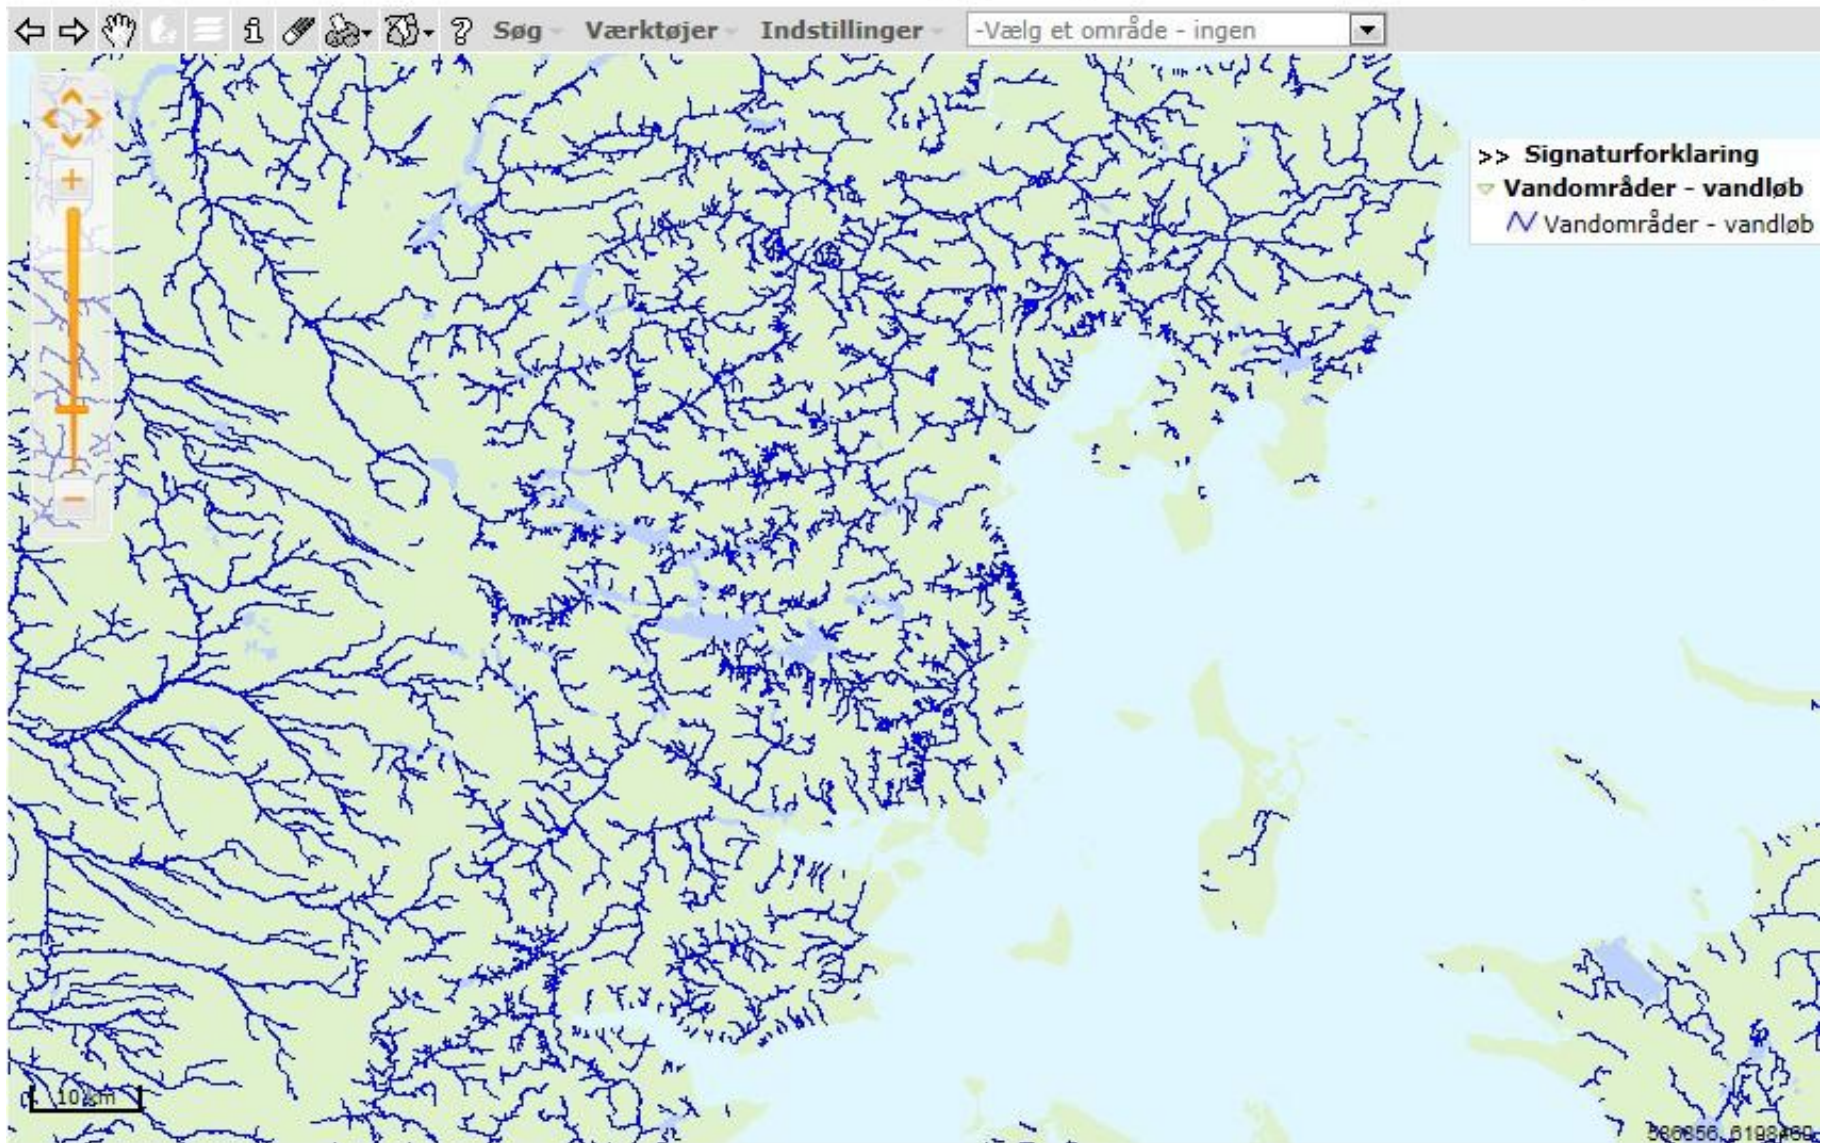 Søg Værktøjer Indstillinger -Vælg et område - ingen
>> Signaturforklaring
Vandområder - vandløb
Vandområder - vandløb
10 km